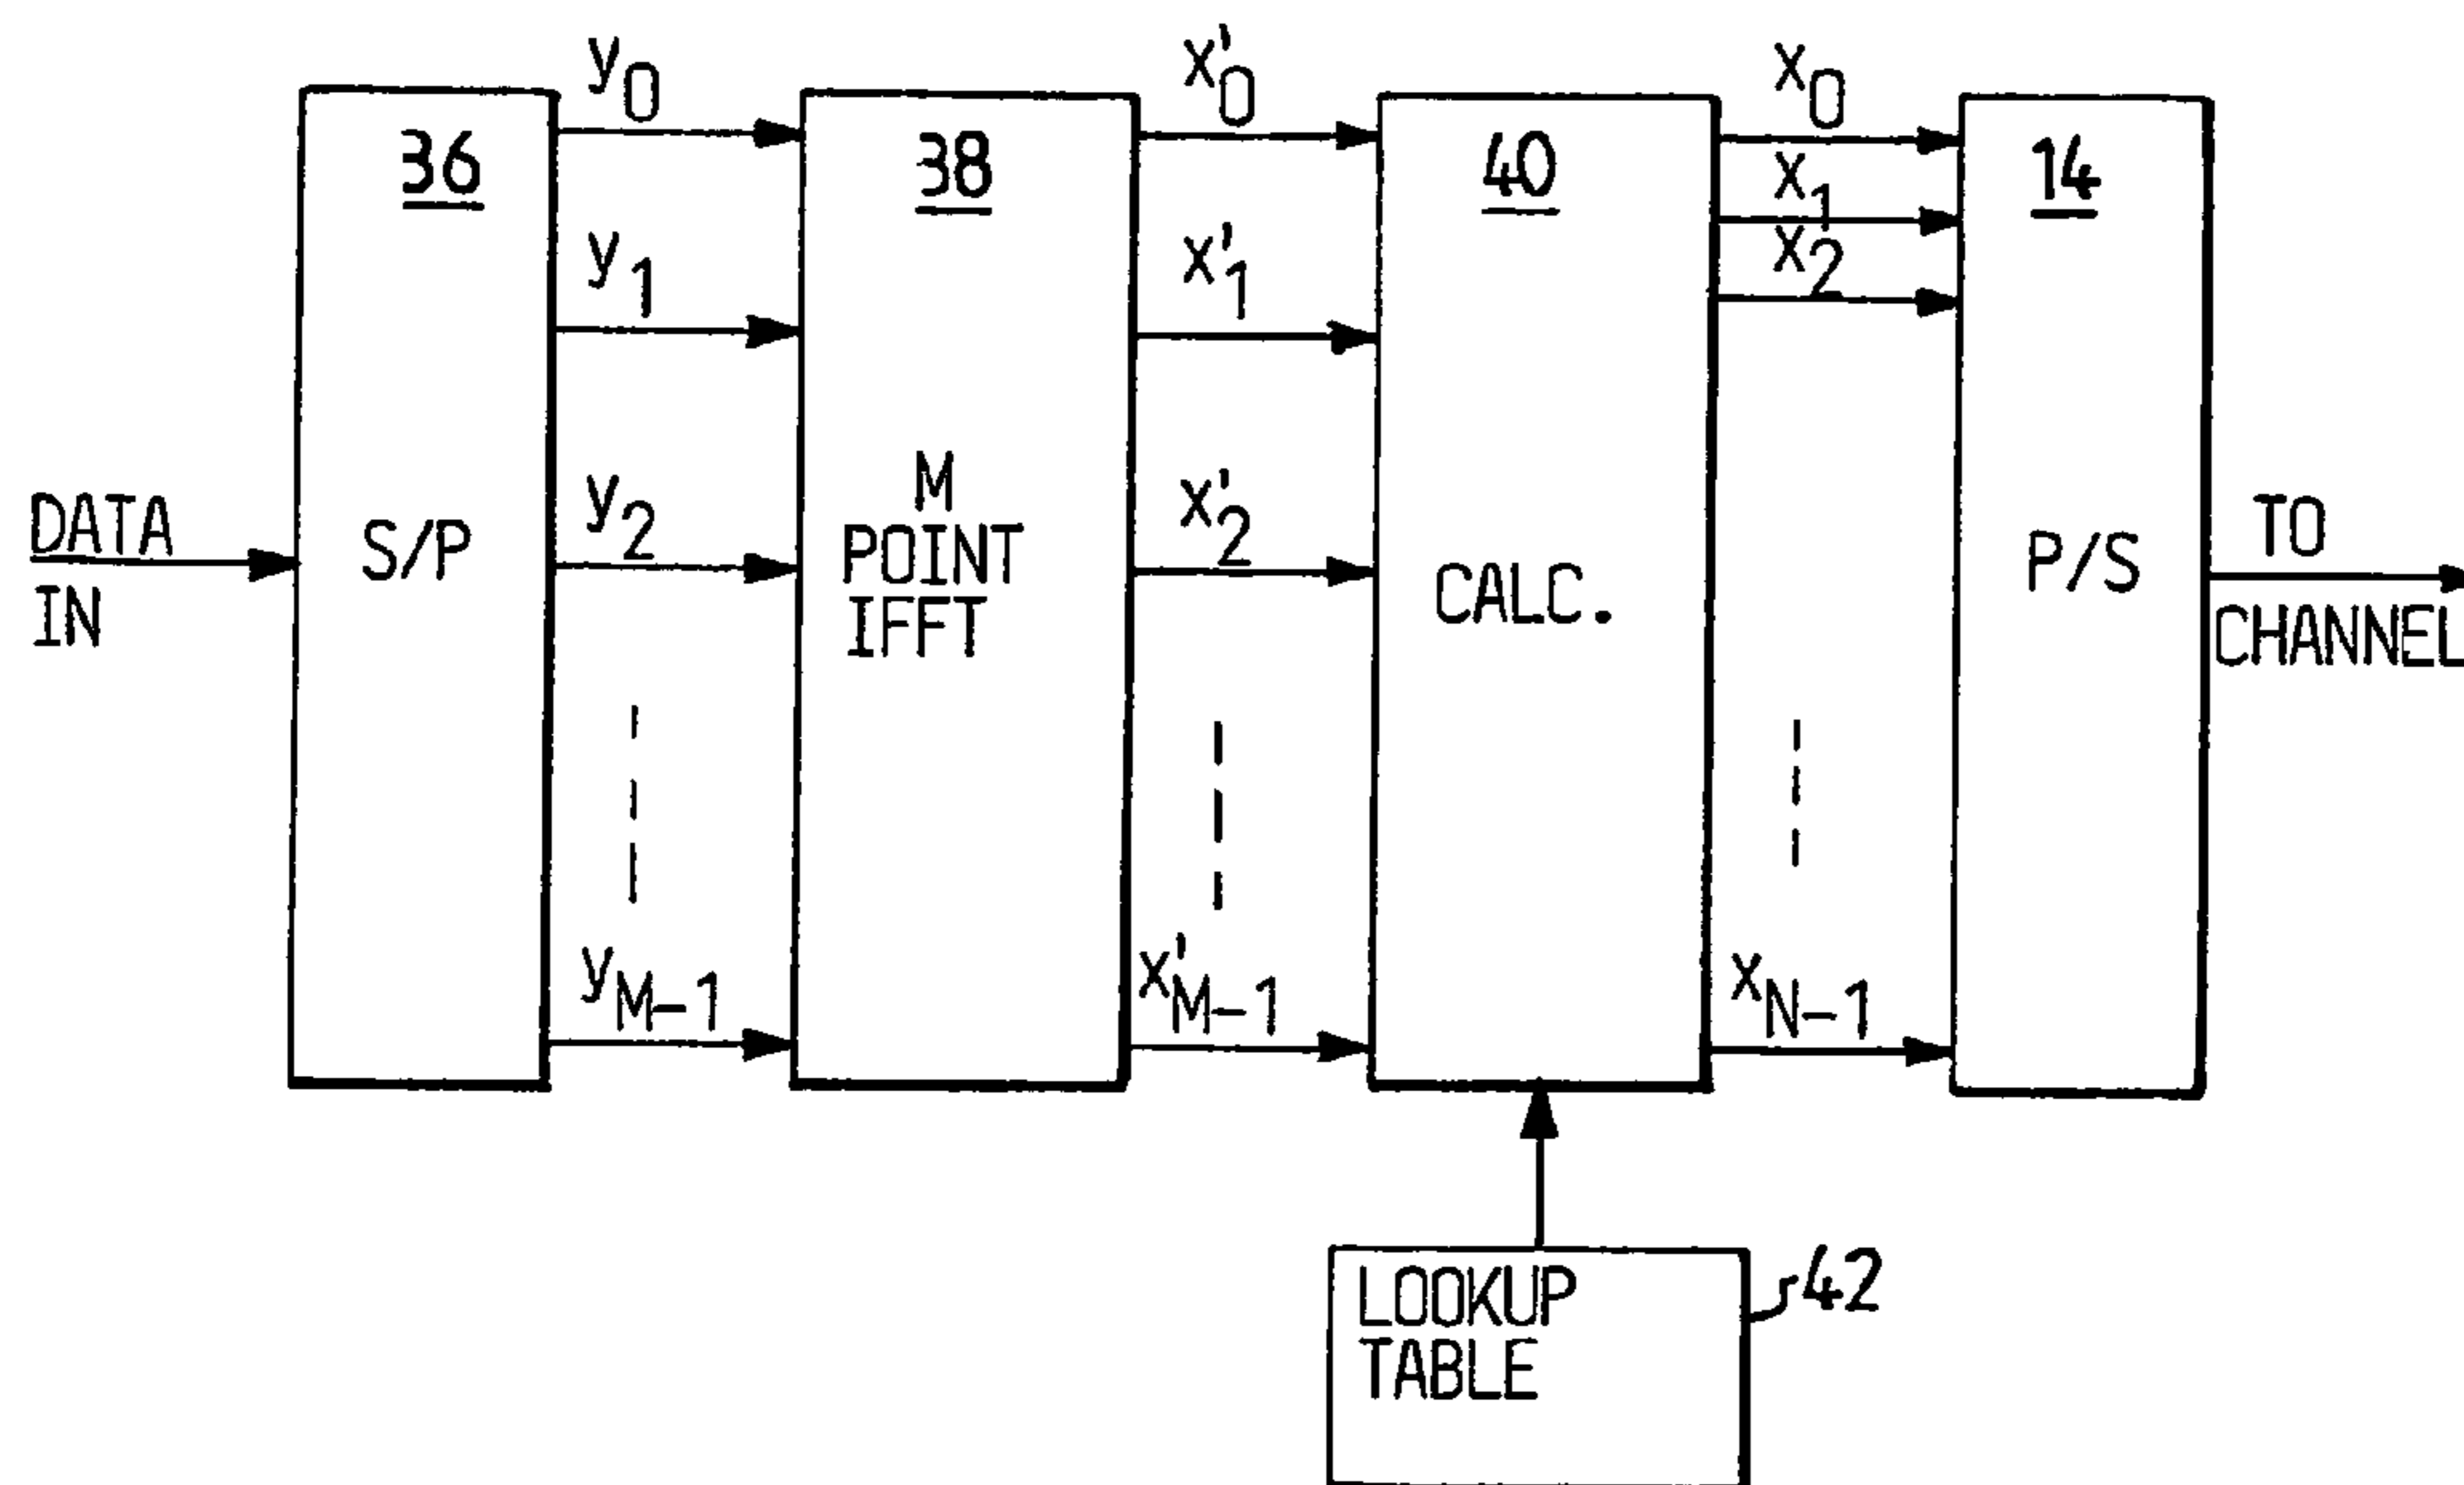 y0
x'0
x0
36
38
40
14
x1
y1
x'1
x2
DATA
IN
S/P
y2
M
POINT
IFFT
x'2
CALC.
P/S
TO
CHANNEL
yM-1
x'M-1
xN-1
LOOKUP
TABLE
42